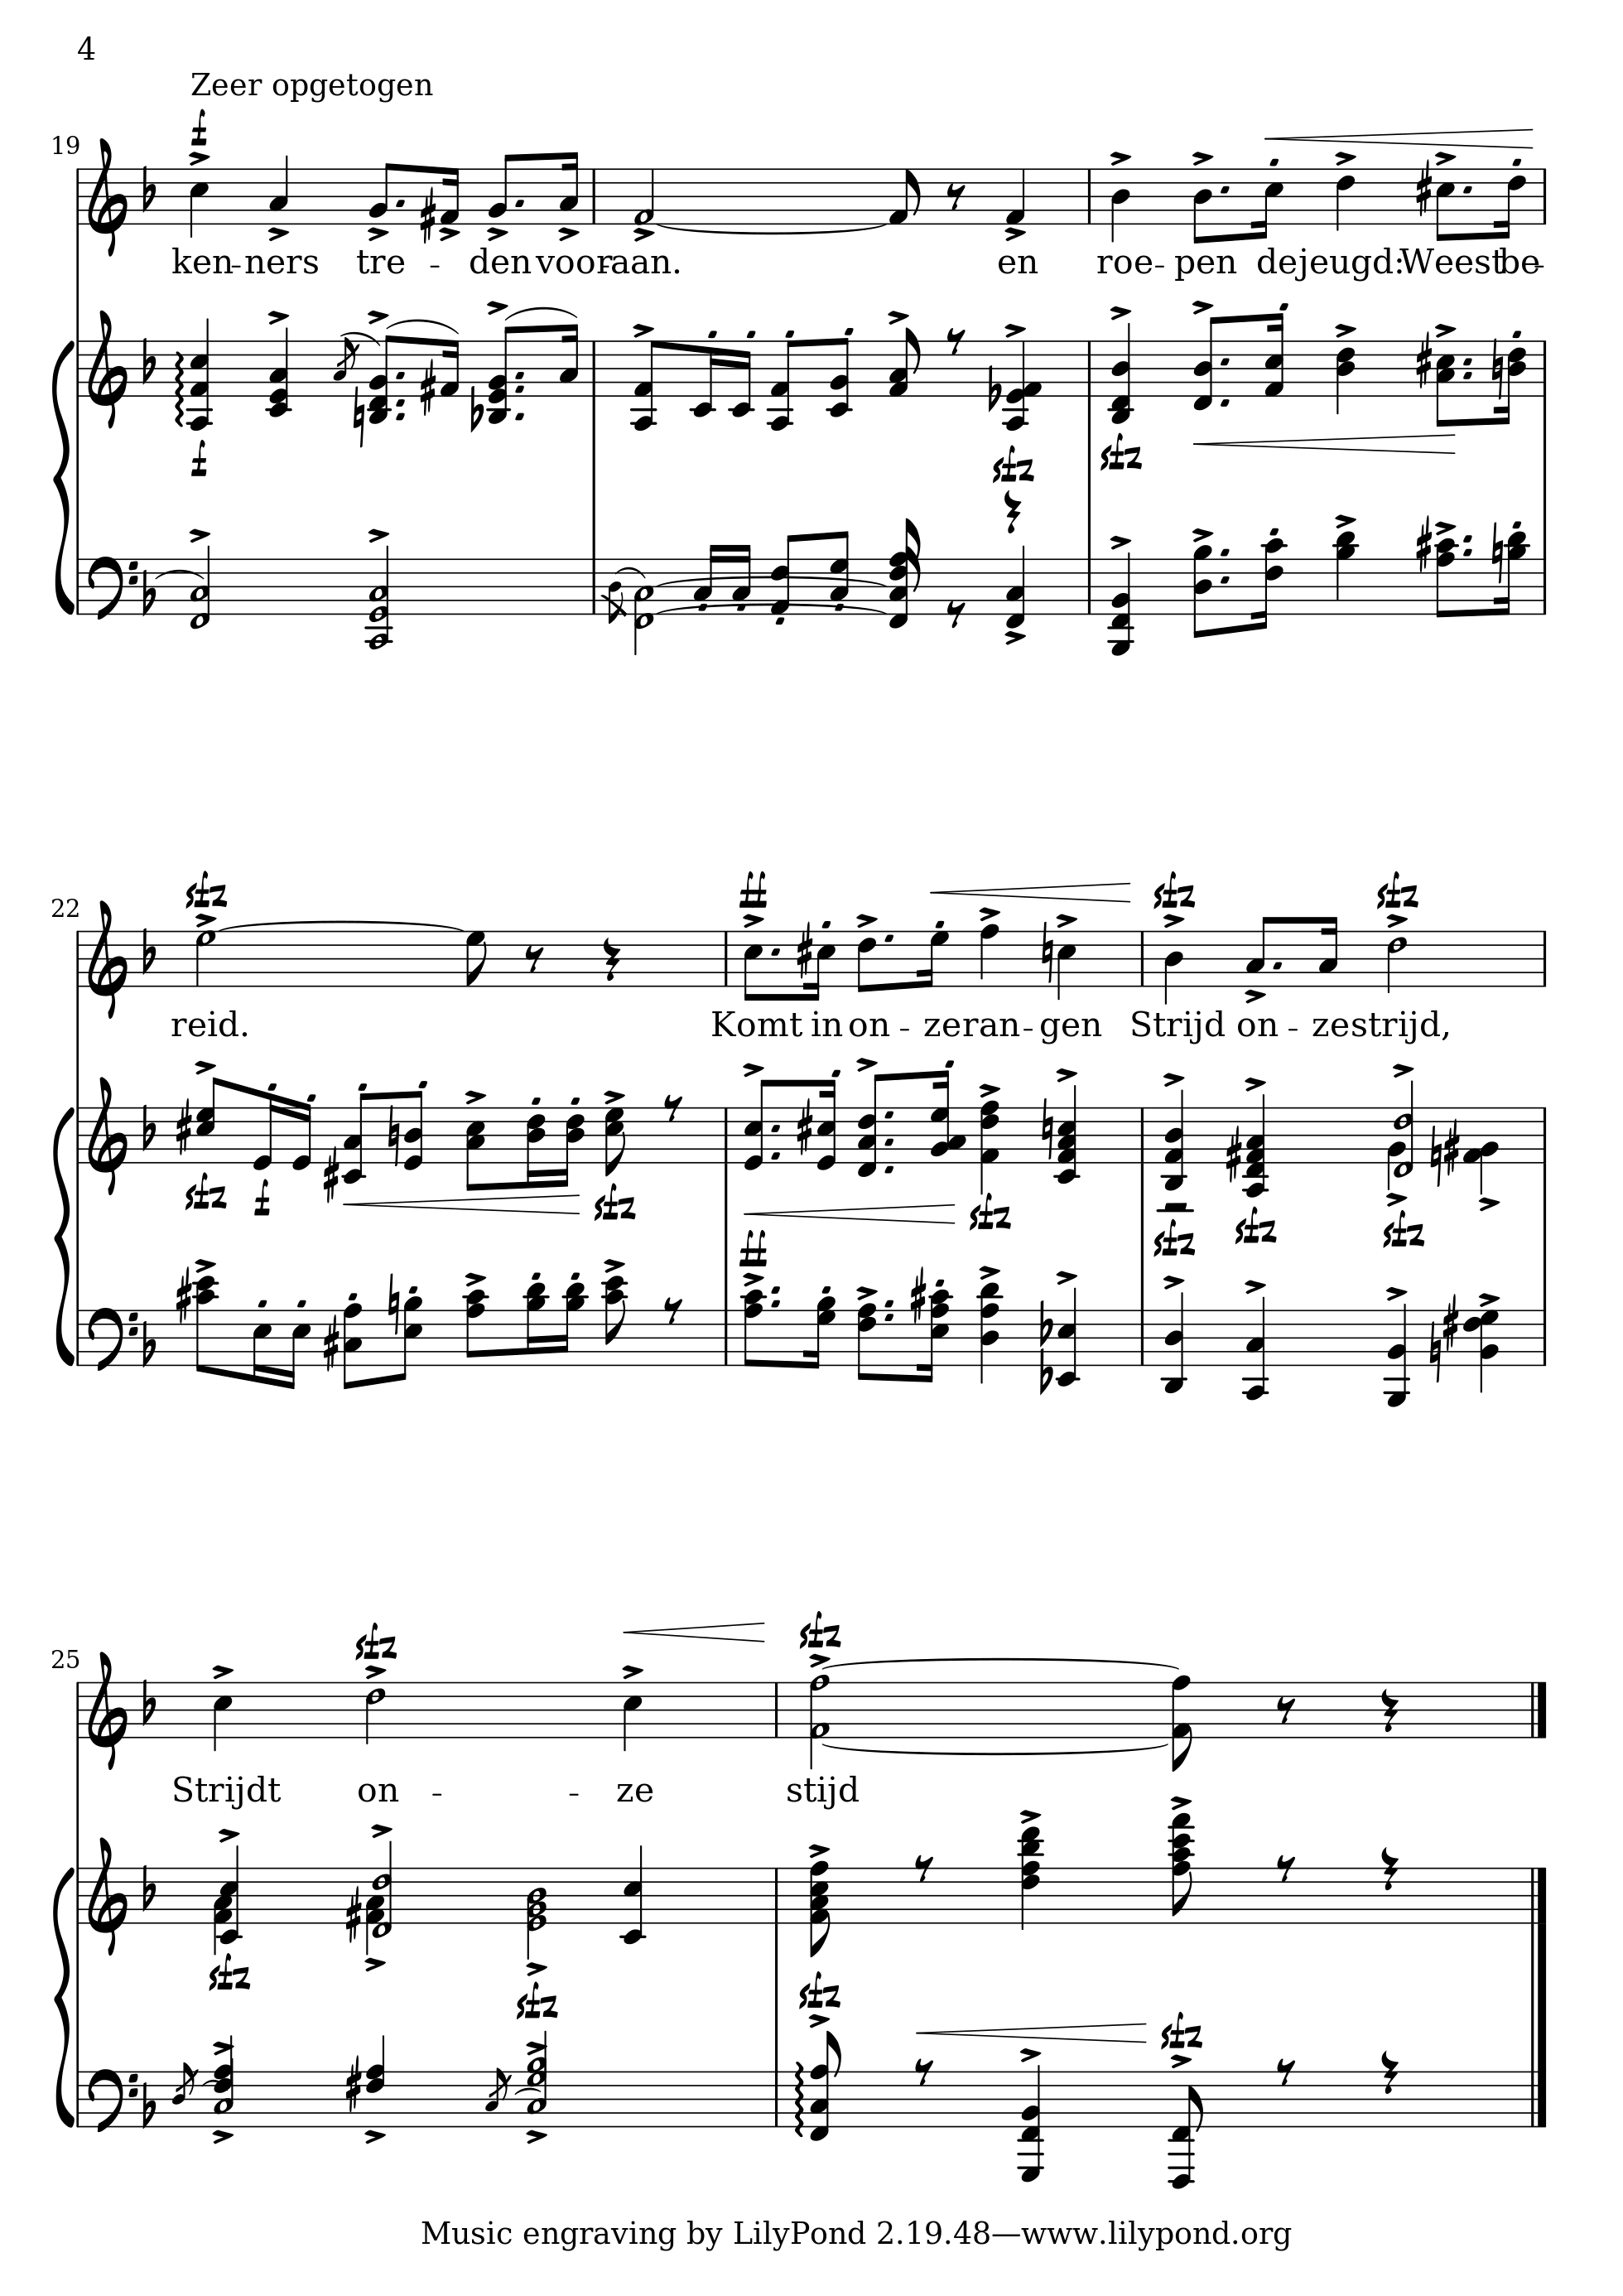 4
Zeer opgetogen
f
19
ken - ners tre - den voor - aan. en roe - pen de jeugd: Weest be -
f sfz sfz
sfz ff sfz sfz
22
reid. Komt in on - ze ran - gen Strijd on - ze strijd,
sfz f sfz sfz sfz sfz sfz
ff
sfz sfz
25
Strijdt on - ze stijd
sfz sfz sfz sfz
Music engraving by LilyPond 2.19.48—www.lilypond.org